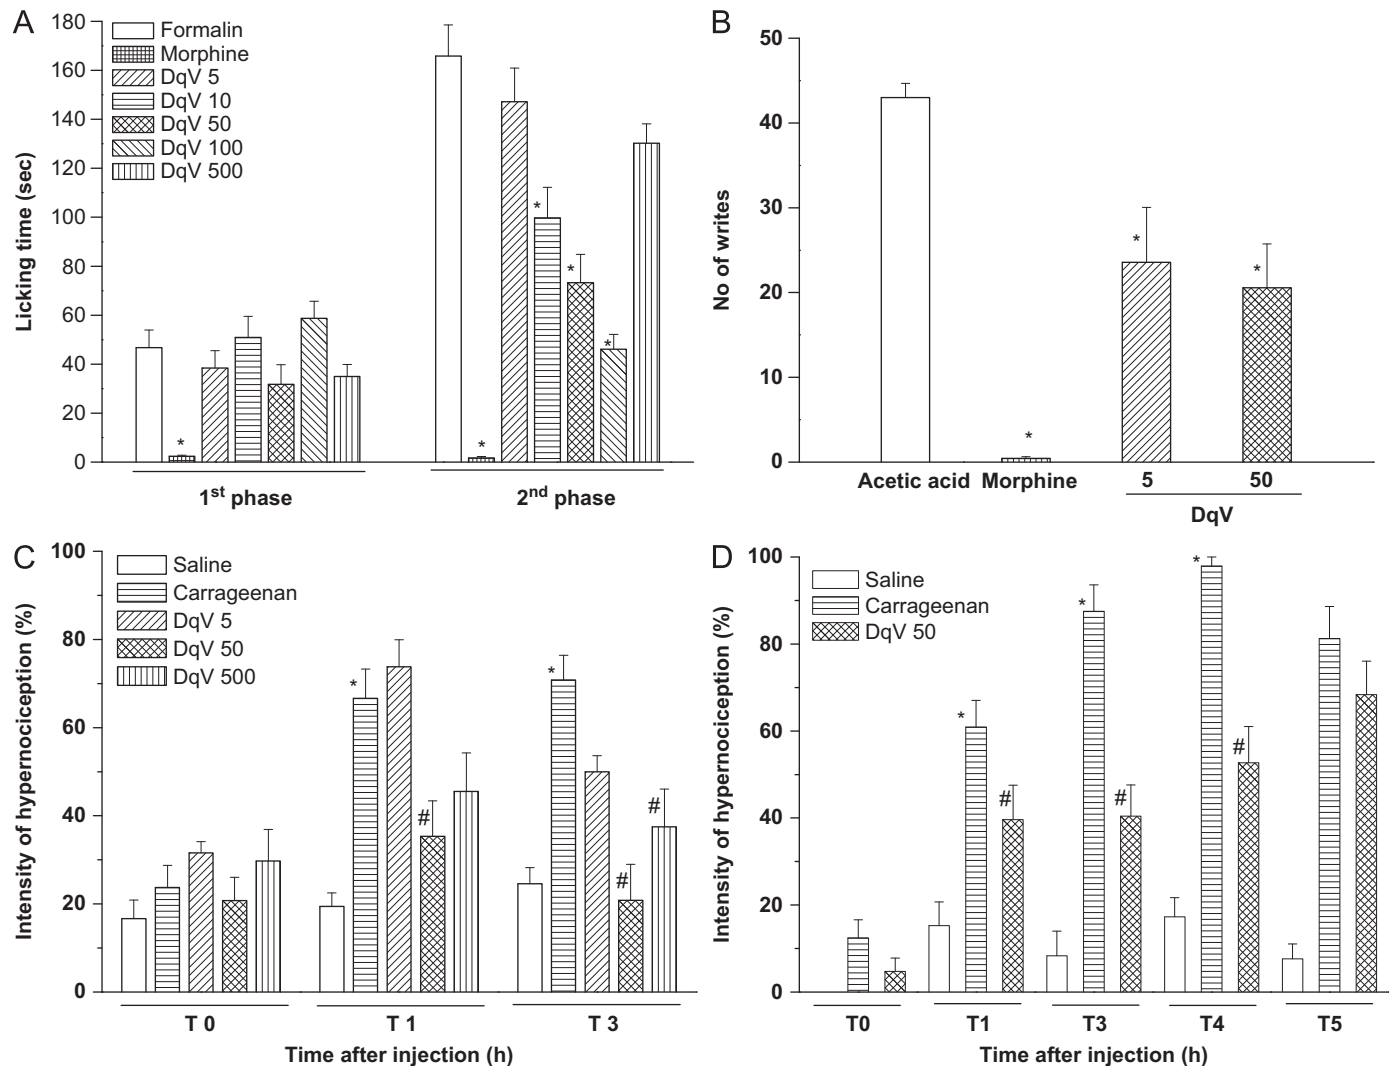 A
180
160
140
120
100
80
60
40
20
0
Licking time (sec)
Formalin
Morphine
DqV 5
DqV 10
DqV 50
DqV 100
DqV 500
*
*
*
*
*
1st phase
2nd phase
B
50
40
30
20
10
0
No of writes
*
*
*
Acetic acid Morphine 5 50
DqV
C
100
80
60
40
20
0
Intensity of hypernociception (%)
Saline
Carrageenan
DqV 5
DqV 50
DqV 500
*
#
*
#
#
T 0 T 1 T 3
Time after injection (h)
D
100
80
60
40
20
0
Intensity of hypernociception (%)
Saline
Carrageenan
DqV 50
*
#
*
#
*
#
T0 T1 T3 T4 T5
Time after injection (h)